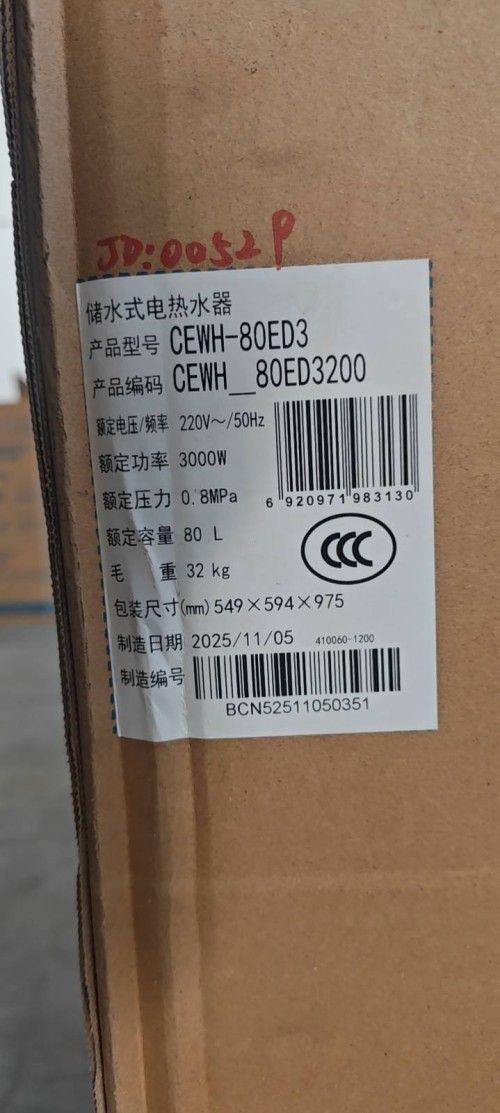 JD:0052P
储水式电热水器
产品型号 CEWH-80ED3
产品编码 CEWH__80ED3200
额定电压/频率 220V～/50Hz
额定功率 3000W
6 920971 983130
额定压力 0.8MPa
额定容量 80 L
CCC
毛 重 32 kg
包装尺寸(mm) 549×594×975
制造日期 2025/11/05 410060-1200
制造编号
BCN52511050351